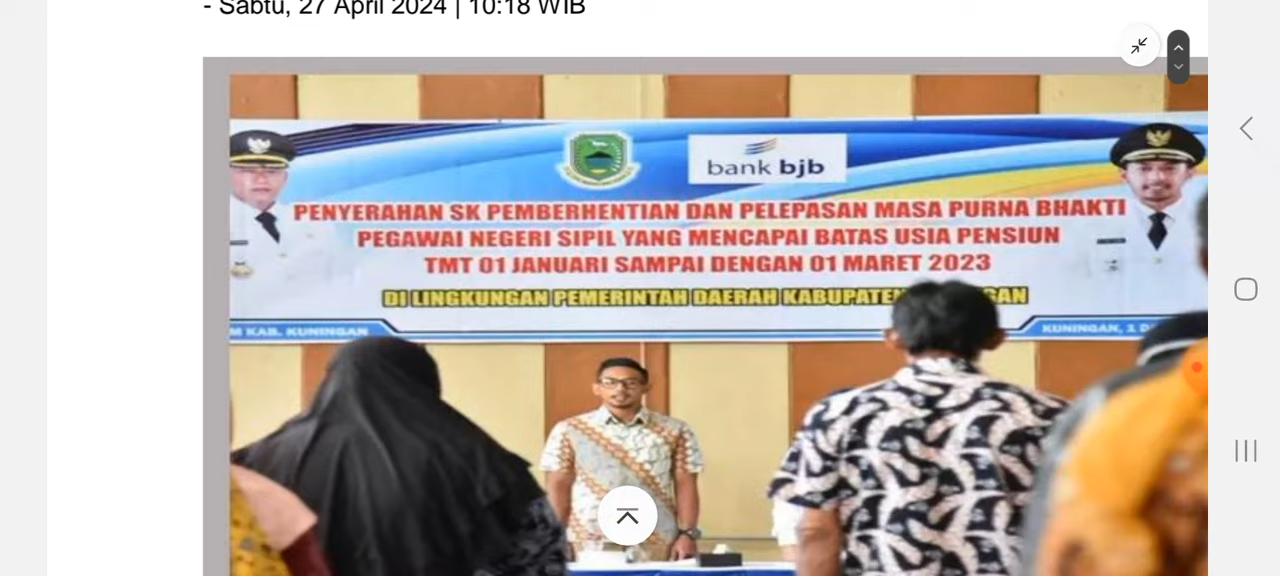 - Sabtu, 27 April 2024 | 10:18 WIB
bank bjb
PENYERAHAN SK PEMBERHENTIAN DAN PELEPASAN MASA PURNA BHAKTI
PEGAWAI NEGERI SIPIL YANG MENCAPAI BATAS USIA PENSIUN
TMT 01 JANUARI SAMPAI DENGAN 01 MARET 2023
DI LINGKUNGAN PEMERINTAH DAERAH KABUPATEN
M KAB. KUNINGAN
KUNINGAN, 1